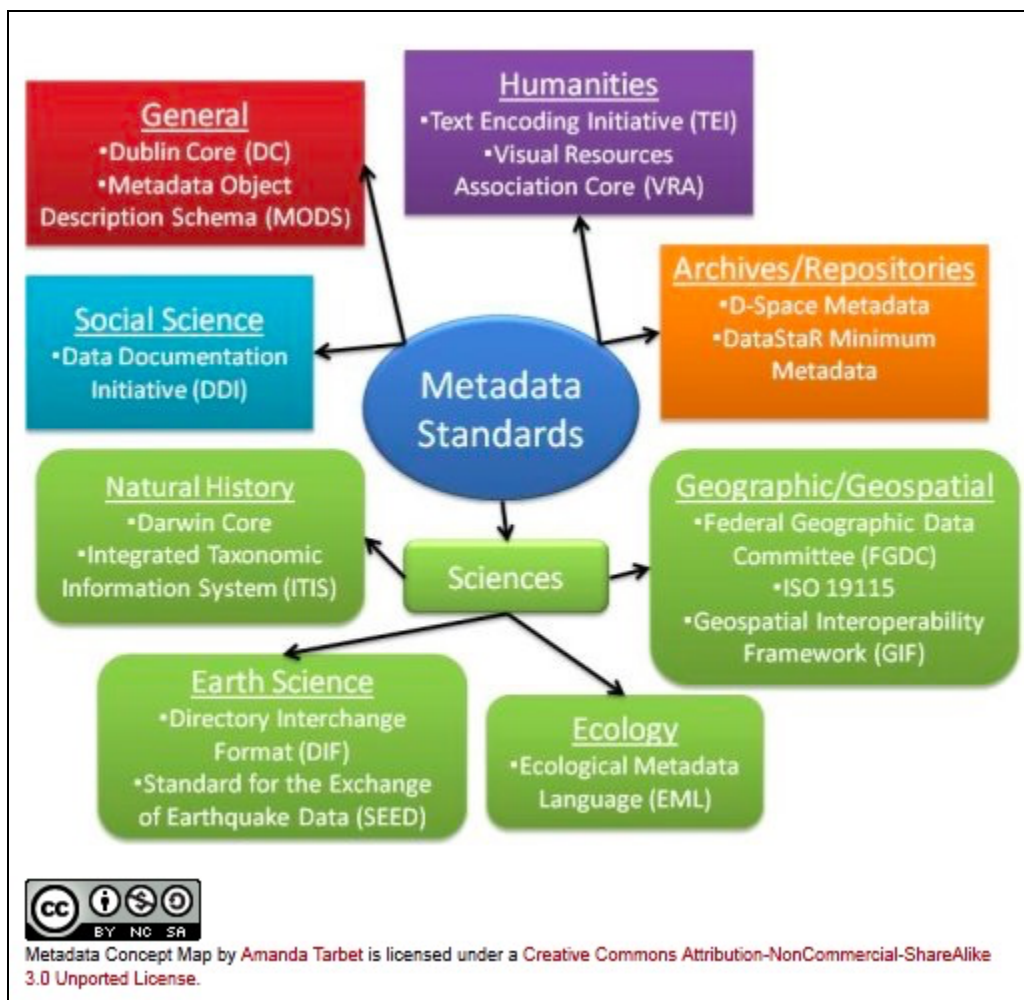 General
•Dublin Core (DC)
•Metadata Object
Description Schema (MODS)
Humanities
•Text Encoding Initiative (TEI)
•Visual Resources
Association Core (VRA)
Social Science
•Data Documentation
Initiative (DDI)
Archives/Repositories
•D-Space Metadata
•DataStaR Minimum
Metadata
Metadata
Standards
Natural History
•Darwin Core
•Integrated Taxonomic
Information System (ITIS)
Sciences
Geographic/Geospatial
•Federal Geographic Data
Committee (FGDC)
•ISO 19115
•Geospatial Interoperability
Framework (GIF)
Earth Science
•Directory Interchange
Format (DIF)
•Standard for the Exchange
of Earthquake Data (SEED)
Ecology
•Ecological Metadata
Language (EML)
cc
BY NC SA
Metadata Concept Map by Amanda Tarbet is licensed under a Creative Commons Attribution-NonCommercial-ShareAlike
3.0 Unported License.